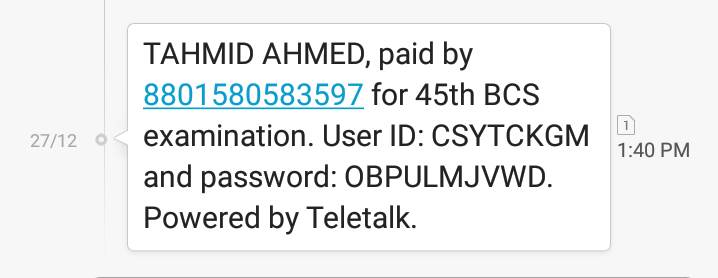 TAHMID AHMED, paid by
8801580583597 for 45th BCS
examination. User ID: CSYTCKGM
and password: OBPULMJVWD.
Powered by Teletalk.
27/12
1
1:40 PM